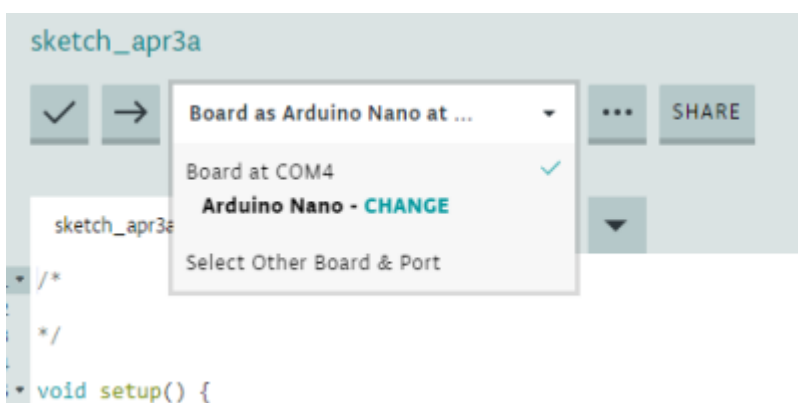 sketch_apr3a
Board as Arduino Nano at ...
SHARE
Board at COM4
Arduino Nano - CHANGE
Select Other Board & Port
sketch_apr3a
/*
*/
void setup() {